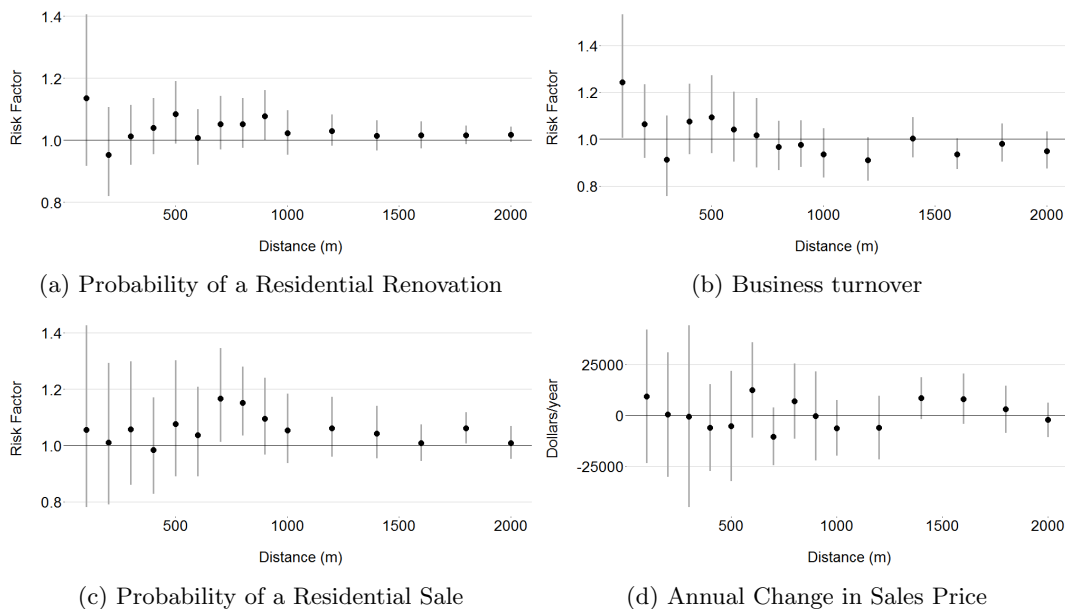 1.4
1.2
1.0
0.8
Risk Factor
500
1000
1500
2000
Distance (m)
(a) Probability of a Residential Renovation
1.4
1.2
1.0
0.8
Risk Factor
500
1000
1500
2000
Distance (m)
(b) Business turnover
1.4
1.2
1.0
0.8
Risk Factor
500
1000
1500
2000
Distance (m)
(c) Probability of a Residential Sale
25000
0
-25000
Dollars/year
500
1000
1500
2000
Distance (m)
(d) Annual Change in Sales Price